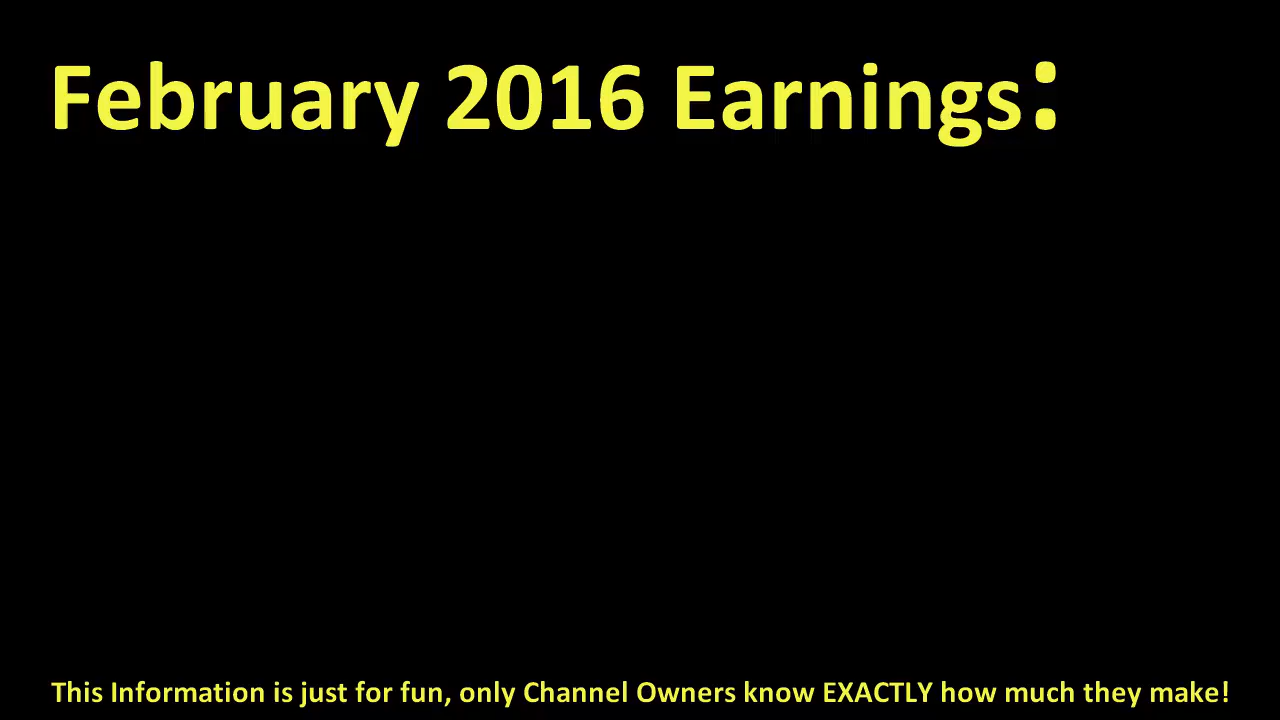 February 2016 Earnings:
This Information is just for fun, only Channel Owners know EXACTLY how much they make!